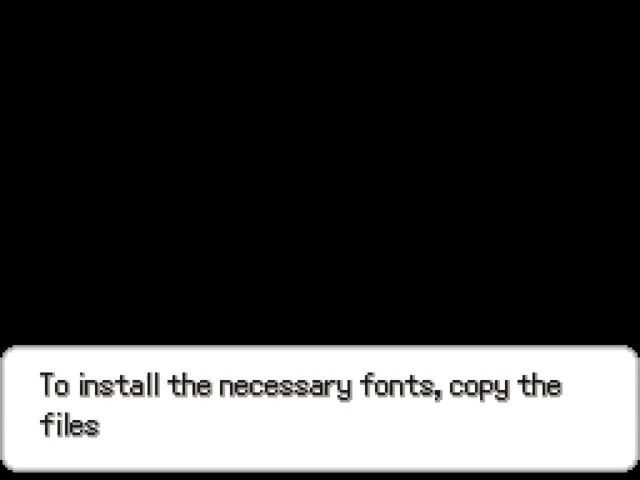 To install the necessary fonts, copy the
files